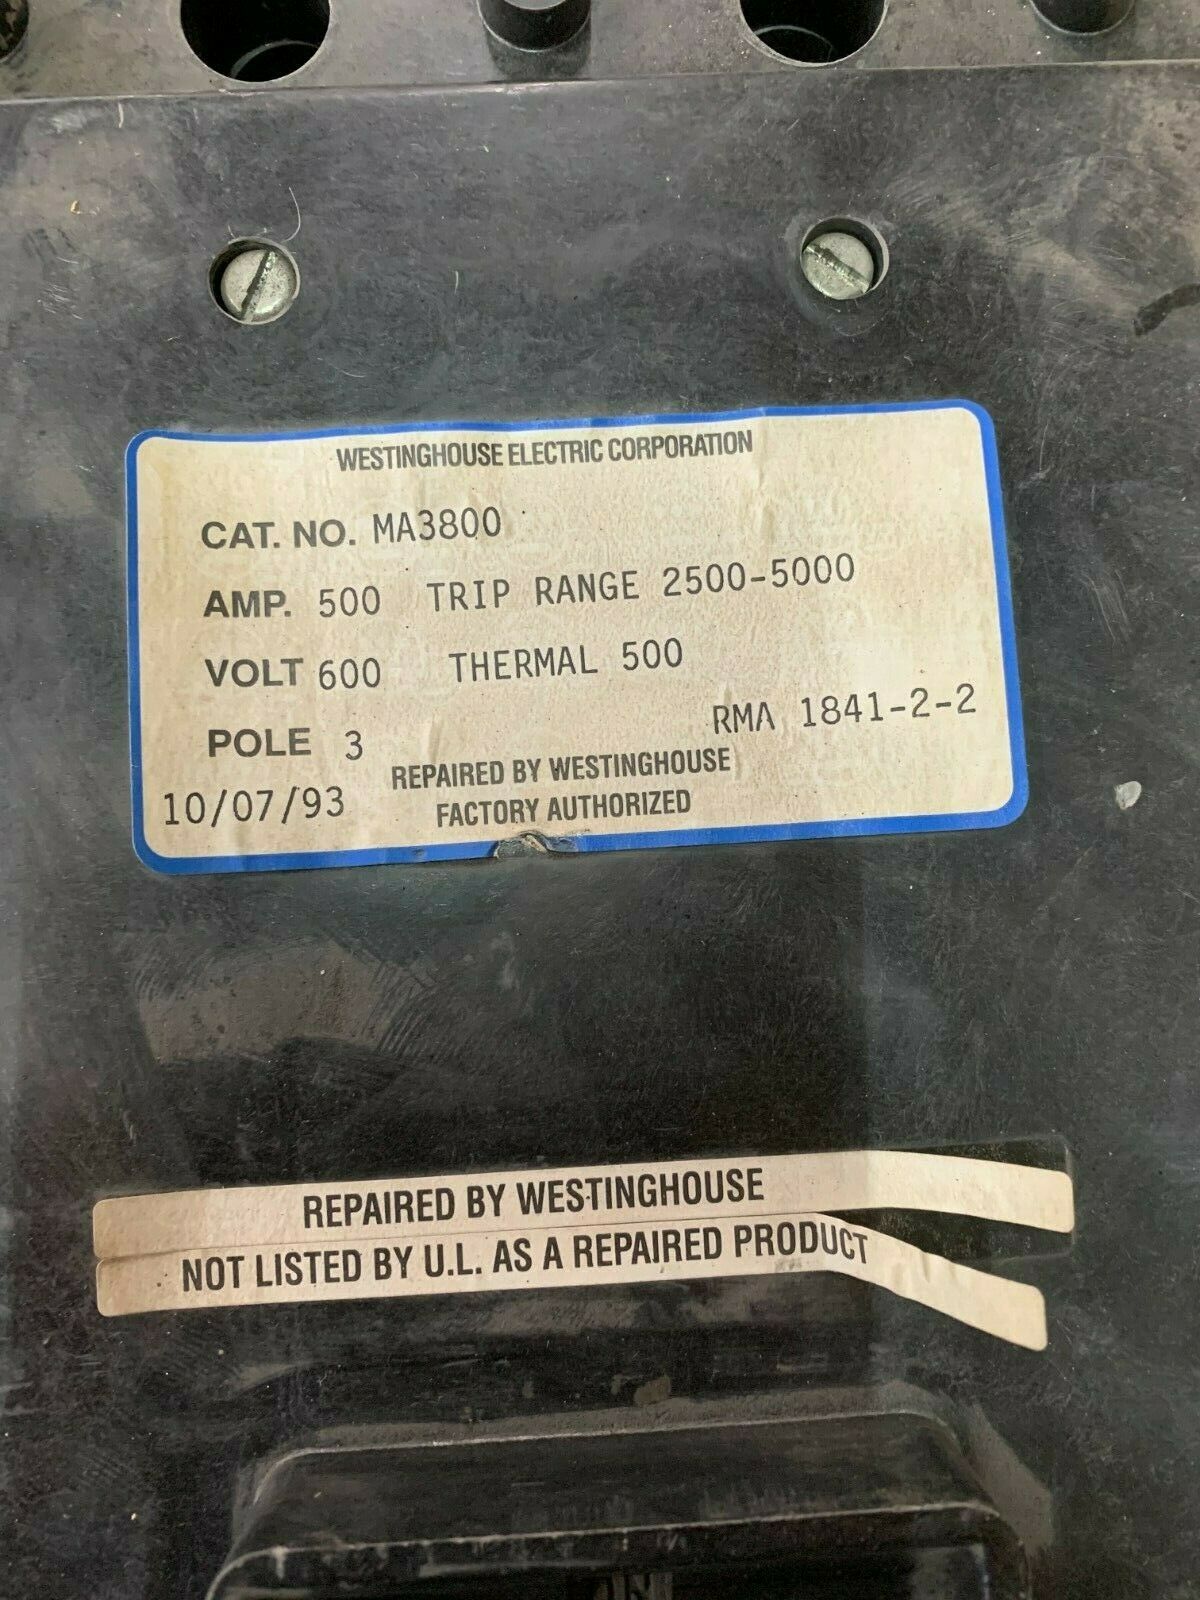 WESTINGHOUSE ELECTRIC CORPORATION
CAT. NO. MA3800
AMP. 500 TRIP RANGE 2500-5000
VOLT 600 THERMAL 500
POLE 3 RMA 1841-2-2
REPAIRED BY WESTINGHOUSE
10/07/93 FACTORY AUTHORIZED
REPAIRED BY WESTINGHOUSE
NOT LISTED BY U.L. AS A REPAIRED PRODUCT